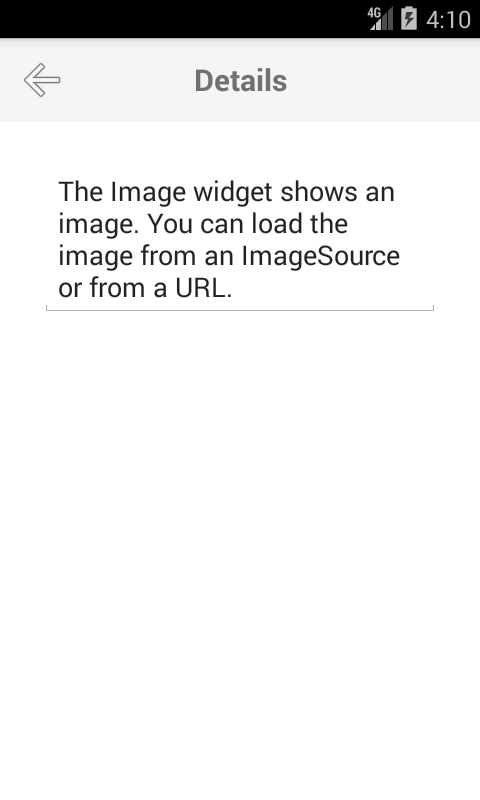 4G 4:10
Details
The Image widget shows an
image. You can load the
image from an ImageSource
or from a URL.